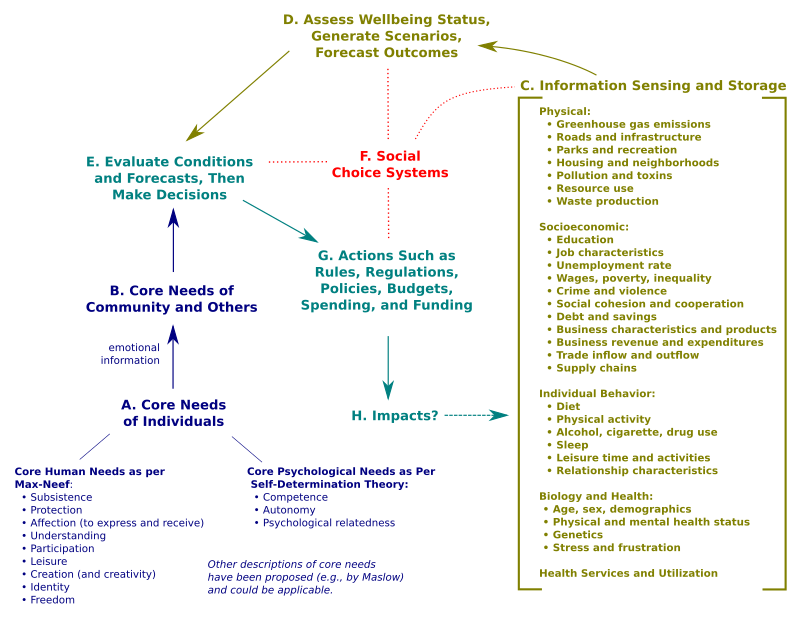 D. Assess Wellbeing Status,
Generate Scenarios,
Forecast Outcomes
C. Information Sensing and Storage
Physical:
• Greenhouse gas emissions
• Roads and infrastructure
• Parks and recreation
• Housing and neighborhoods
• Pollution and toxins
• Resource use
• Waste production
Socioeconomic:
• Education
• Job characteristics
• Unemployment rate
• Wages, poverty, inequality
• Crime and violence
• Social cohesion and cooperation
• Debt and savings
• Business characteristics and products
• Business revenue and expenditures
• Trade inflow and outflow
• Supply chains
Individual Behavior:
• Diet
• Physical activity
• Alcohol, cigarette, drug use
• Sleep
• Leisure time and activities
• Relationship characteristics
Biology and Health:
• Age, sex, demographics
• Physical and mental health status
• Genetics
• Stress and frustration
Health Services and Utilization
E. Evaluate Conditions
and Forecasts, Then
Make Decisions
F. Social
Choice Systems
G. Actions Such as
Rules, Regulations,
Policies, Budgets,
Spending, and Funding
H. Impacts?
B. Core Needs of
Community and Others
emotional
information
A. Core Needs
of Individuals
Core Human Needs as per
Max-Neef:
• Subsistence
• Protection
• Affection (to express and receive)
• Understanding
• Participation
• Leisure
• Creation (and creativity)
• Identity
• Freedom
Core Psychological Needs as Per
Self-Determination Theory:
• Competence
• Autonomy
• Psychological relatedness
Other descriptions of core needs
have been proposed (e.g., by Maslow)
and could be applicable.